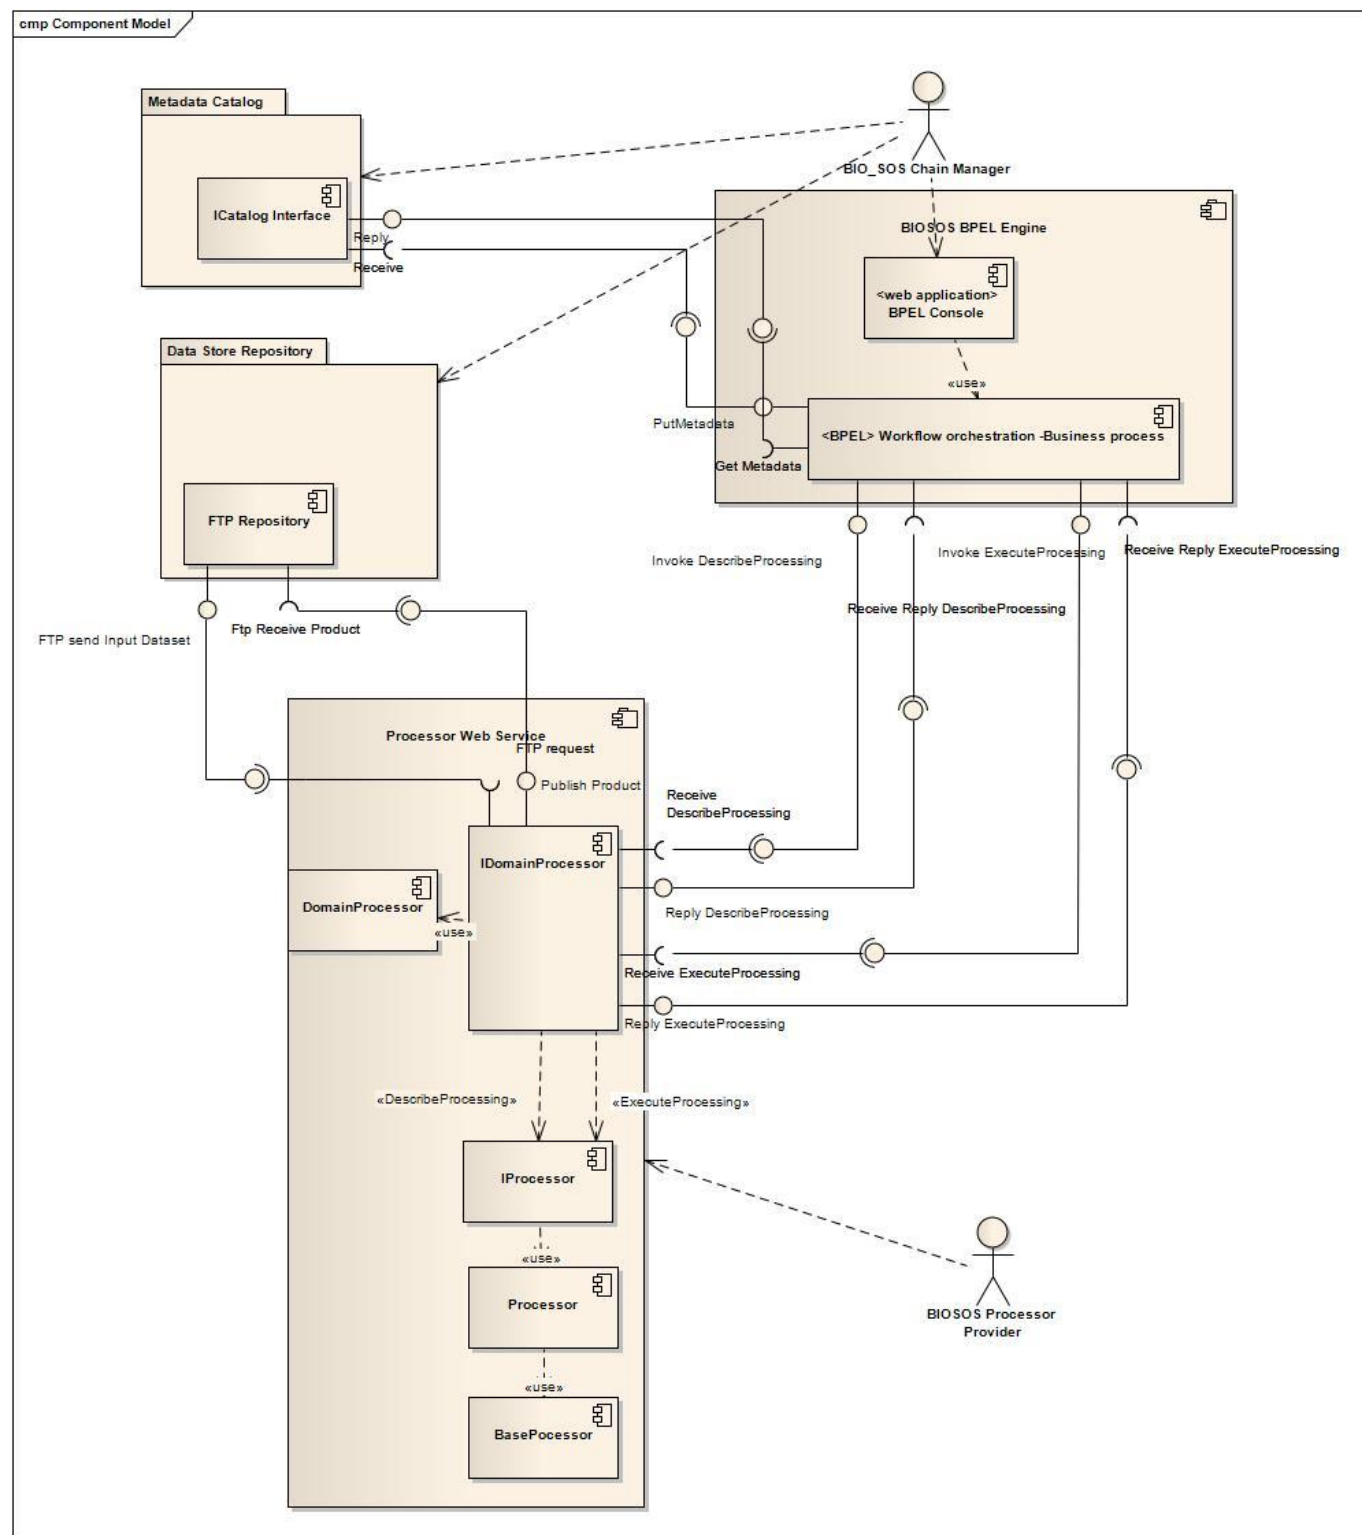 cmp Component Model
Metadata Catalog
BIO_SOS Chain Manager
ICatalog Interface
Reply
Receive
BIOSOS BPEL Engine
<web application>
BPEL Console
Data Store Repository
«use»
PutMetadata
<BPEL> Workflow orchestration -Business process
Get Metadata
FTP Repository
Invoke DescribeProcessing
Invoke ExecuteProcessing
Receive Reply ExecuteProcessing
Receive Reply DescribeProcessing
Ftp Receive Product
FTP send Input Dataset
Processor Web Service
FTP request
Publish Product
Receive
DescribeProcessing
IDomainProcessor
DomainProcessor
Reply DescribeProcessing
«use»
Receive ExecuteProcessing
Reply ExecuteProcessing
«DescribeProcessing»
«ExecuteProcessing»
IProcessor
«use»
Processor
BIOSOS Processor
Provider
«use»
BasePocessor